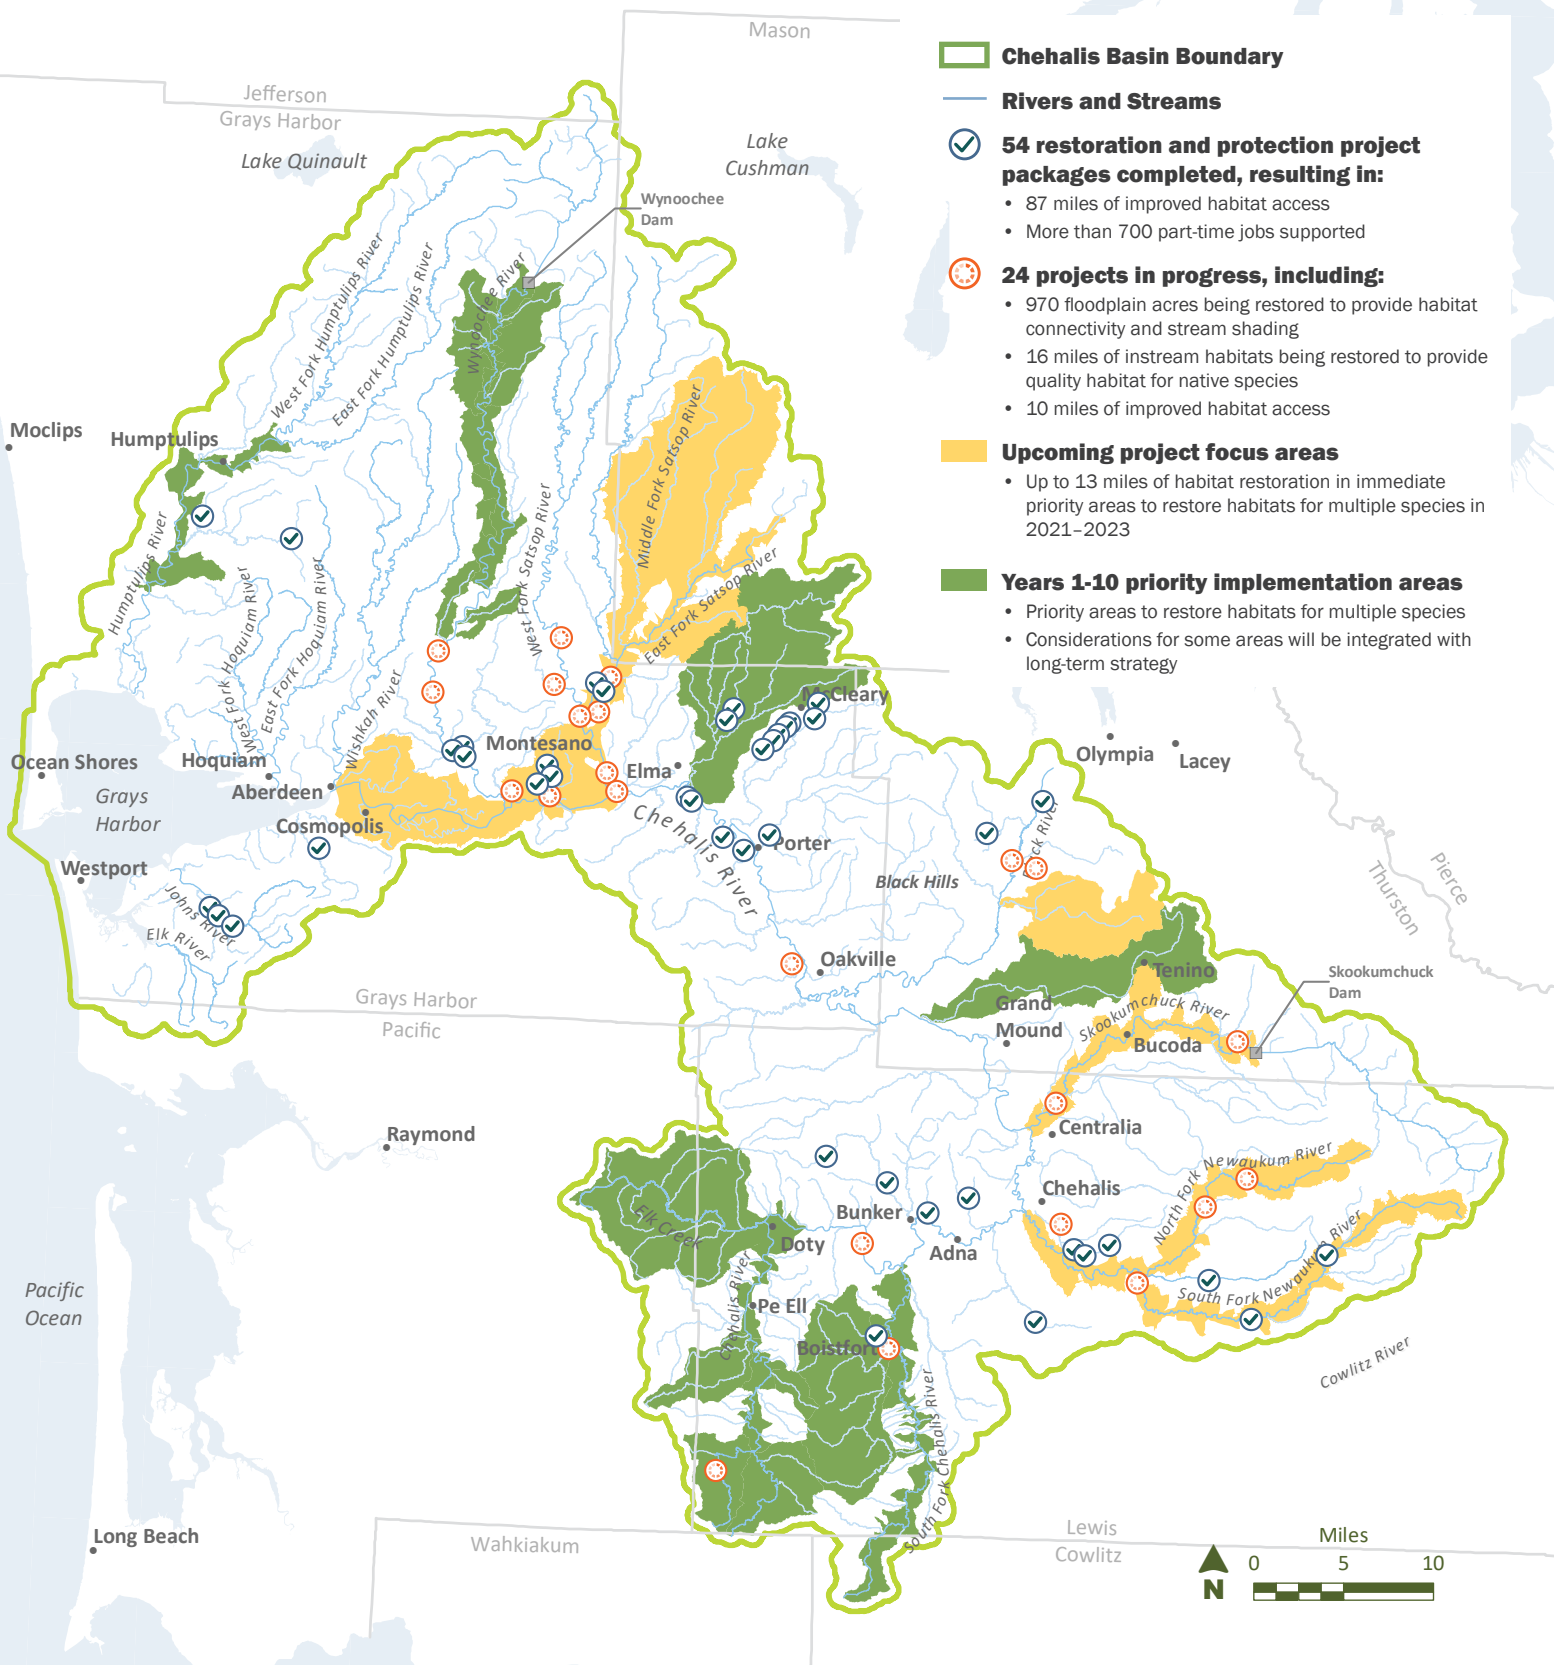 Mason
Jefferson
Grays Harbor
Lake Quinault
Lake
Cushman
Wynoochee
Dam
Chehalis Basin Boundary
Rivers and Streams
54 restoration and protection project
packages completed, resulting in:
• 87 miles of improved habitat access
• More than 700 part-time jobs supported
24 projects in progress, including:
• 970 floodplain acres being restored to provide habitat
connectivity and stream shading
• 16 miles of instream habitats being restored to provide
quality habitat for native species
• 10 miles of improved habitat access
Upcoming project focus areas
• Up to 13 miles of habitat restoration in immediate
priority areas to restore habitats for multiple species in
2021–2023
Years 1-10 priority implementation areas
• Priority areas to restore habitats for multiple species
• Considerations for some areas will be integrated with
long-term strategy
West Fork Humptulips River
East Fork Humptulips River
Wynoochee River
Middle Fork Satsop River
West Fork Satsop River
East Fork Satsop River
Moclips
Humptulips
Humptulips River
West Fork Hoquiam River
East Fork Hoquiam River
Wishkah River
McCleary
Montesano
Elma
Ocean Shores
Hoquiam
Aberdeen
Grays
Harbor
Cosmopolis
Westport
Johns River
Elk River
Chehalis River
Porter
Olympia
Lacey
Black Hills
Pierce
Thurston
Oakville
Tenino
Skookumchuck
Dam
Grand
Mound
Skookumchuck River
Bucoda
Grays Harbor
Pacific
Raymond
Centralia
North Fork Newaukum River
Chehalis
Bunker
Elk Creek
Doty
Adna
South Fork Newaukum River
Chehalis River
Pe Ell
Boistfort
Pacific
Ocean
Cowlitz River
South Fork Chehalis River
Long Beach
Wahkiakum
Lewis
Cowlitz
Miles
0 5 10
N